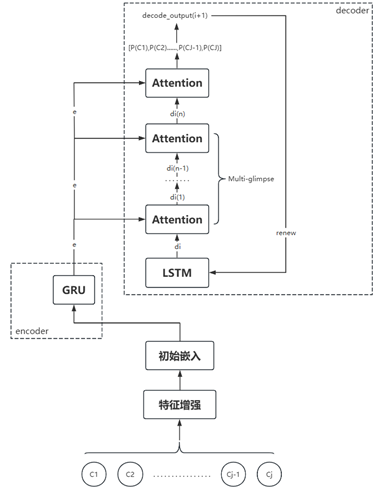 decoder
decode_output(i+1)
[P(C1),P(C2)......,P(CJ-1),P(CJ)]
Attention
di(n)
e
Attention
di(n-1)
.......
Multi-glimpse
e
di(1)
Attention
renew
e
di
LSTM
GRU
encoder
初始嵌入
特征增强
C1
C2
................
Cj-1
Cj